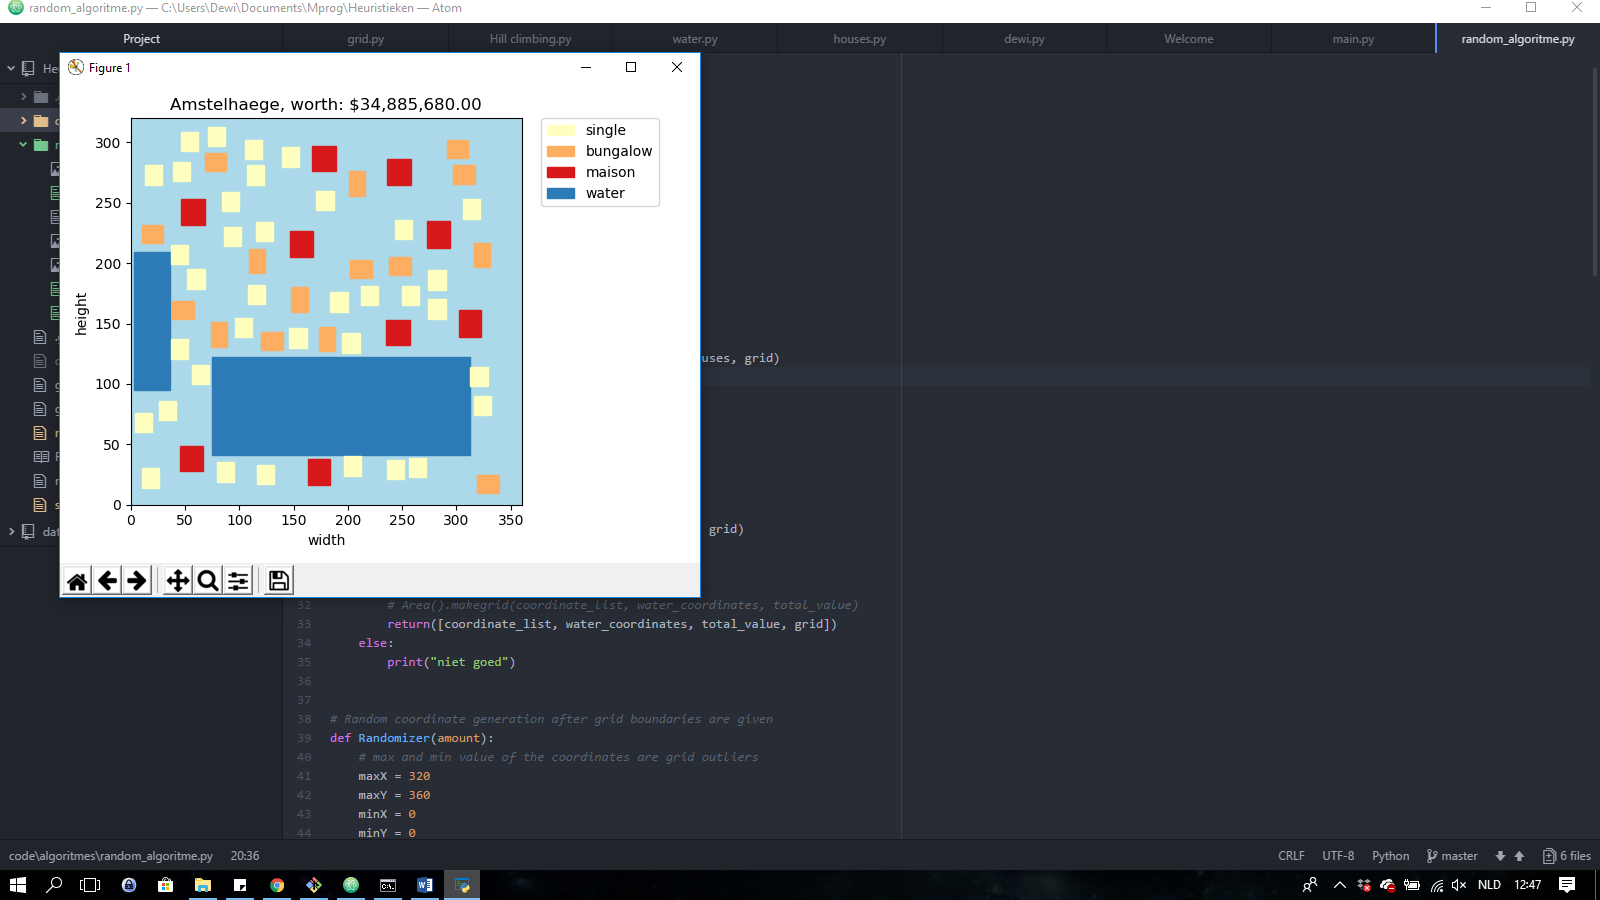 random_algoritme.py — C:\Users\Dewi\Documents\Mprog\Heuristieken — Atom
Project
grid.py
Hill climbing.py
water.py
houses.py
dewi.py
Welcome
main.py
random_algoritme.py
Figure 1
Amstelhaege, worth: $34,885,680.00
single
bungalow
maison
water
300
250
200
150
100
50
0
height
0 50 100 150 200 250 300 350
width
uses, grid)
grid)
32 # Area().makegrid(coordinate_list, water_coordinates, total_value)
33 return([coordinate_list, water_coordinates, total_value, grid])
34 else:
35 print("niet goed")
36
37
38 # Random coordinate generation after grid boundaries are given
39 def Randomizer(amount):
40 # max and min value of the coordinates are grid outliers
41 maxX = 320
42 maxY = 360
43 minX = 0
44 minY = 0
code\algoritmes\random_algoritme.py 20:36
CRLF UTF-8 Python master 6 files
NLD 12:47